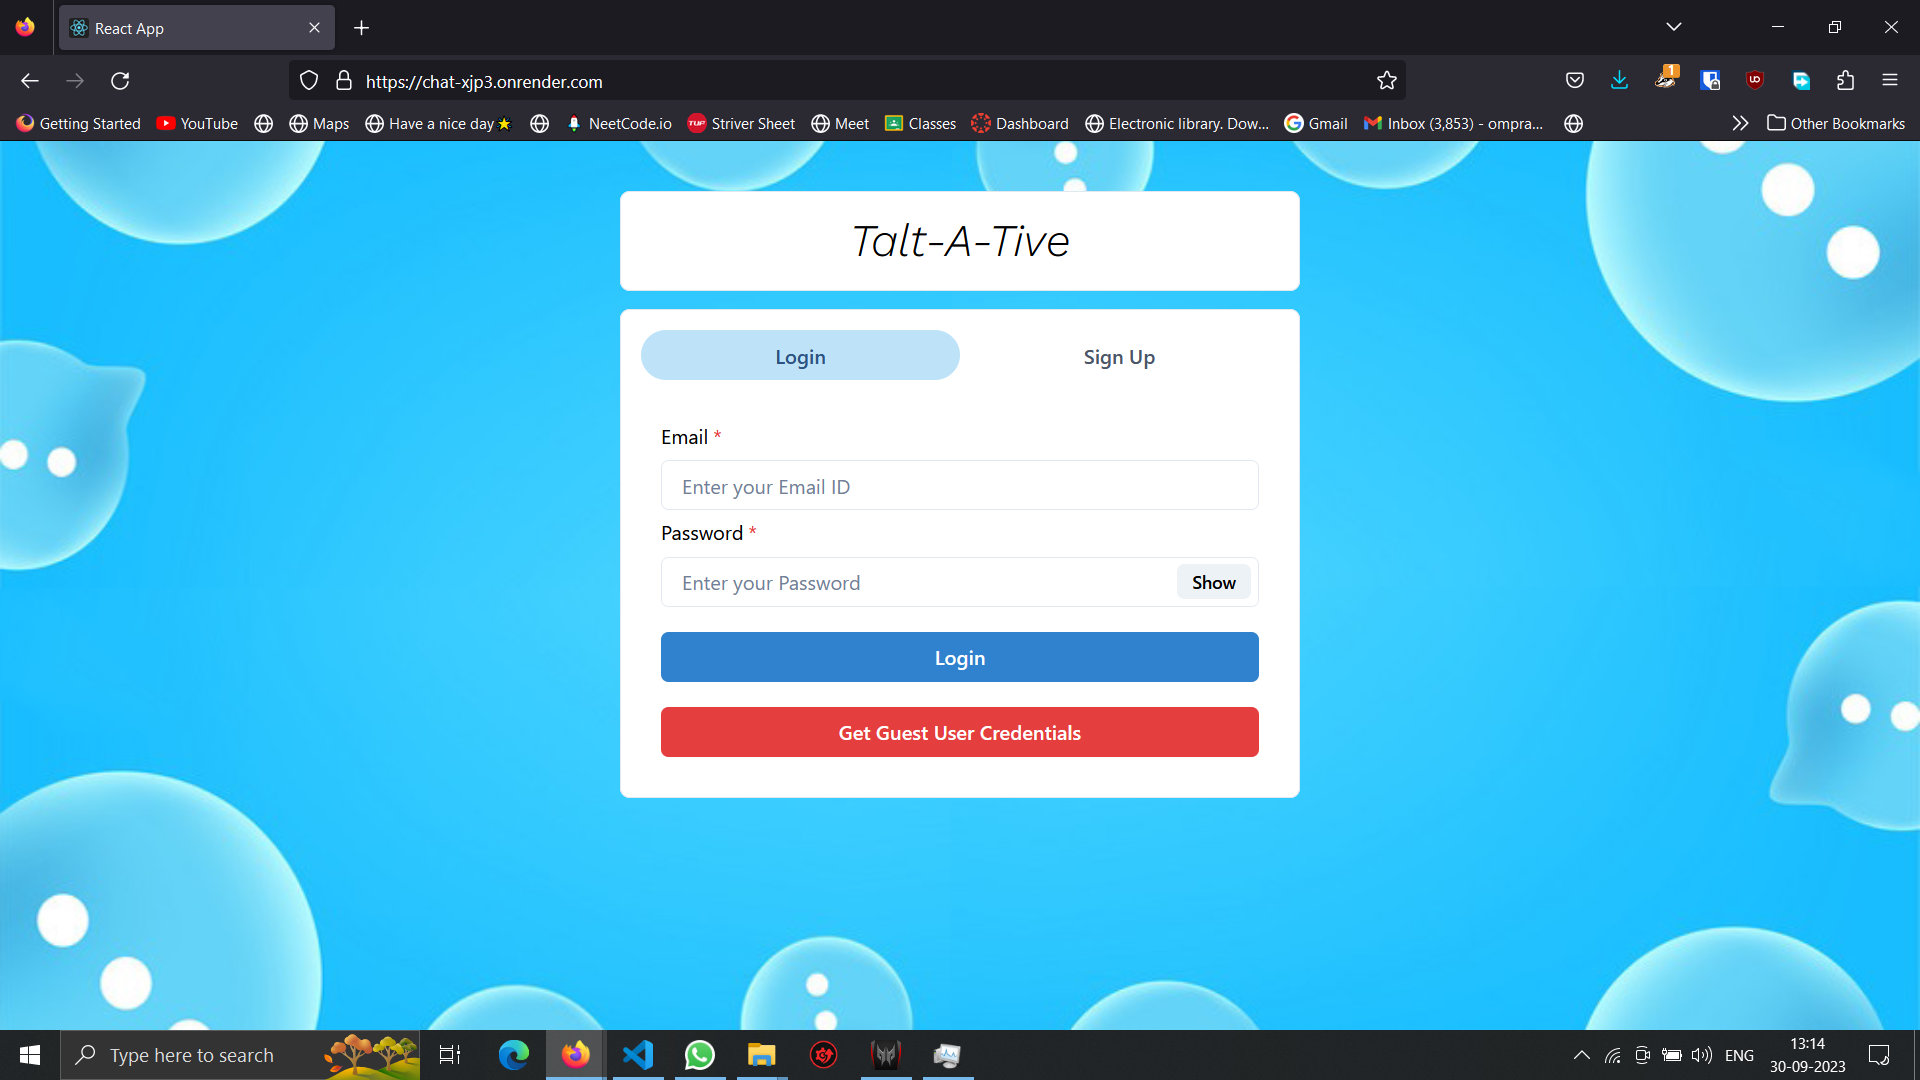 React App
https://chat-xjp3.onrender.com
1
Getting Started YouTube Maps Have a nice day NeetCode.io Striver Sheet Meet Classes Dashboard Electronic library. Dow... Gmail Inbox (3,853) - ompra... Other Bookmarks
Talt-A-Tive
Login Sign Up
Email *
Enter your Email ID
Password *
Enter your Password Show
Login
Get Guest User Credentials
Type here to search
ENG
13:14
30-09-2023